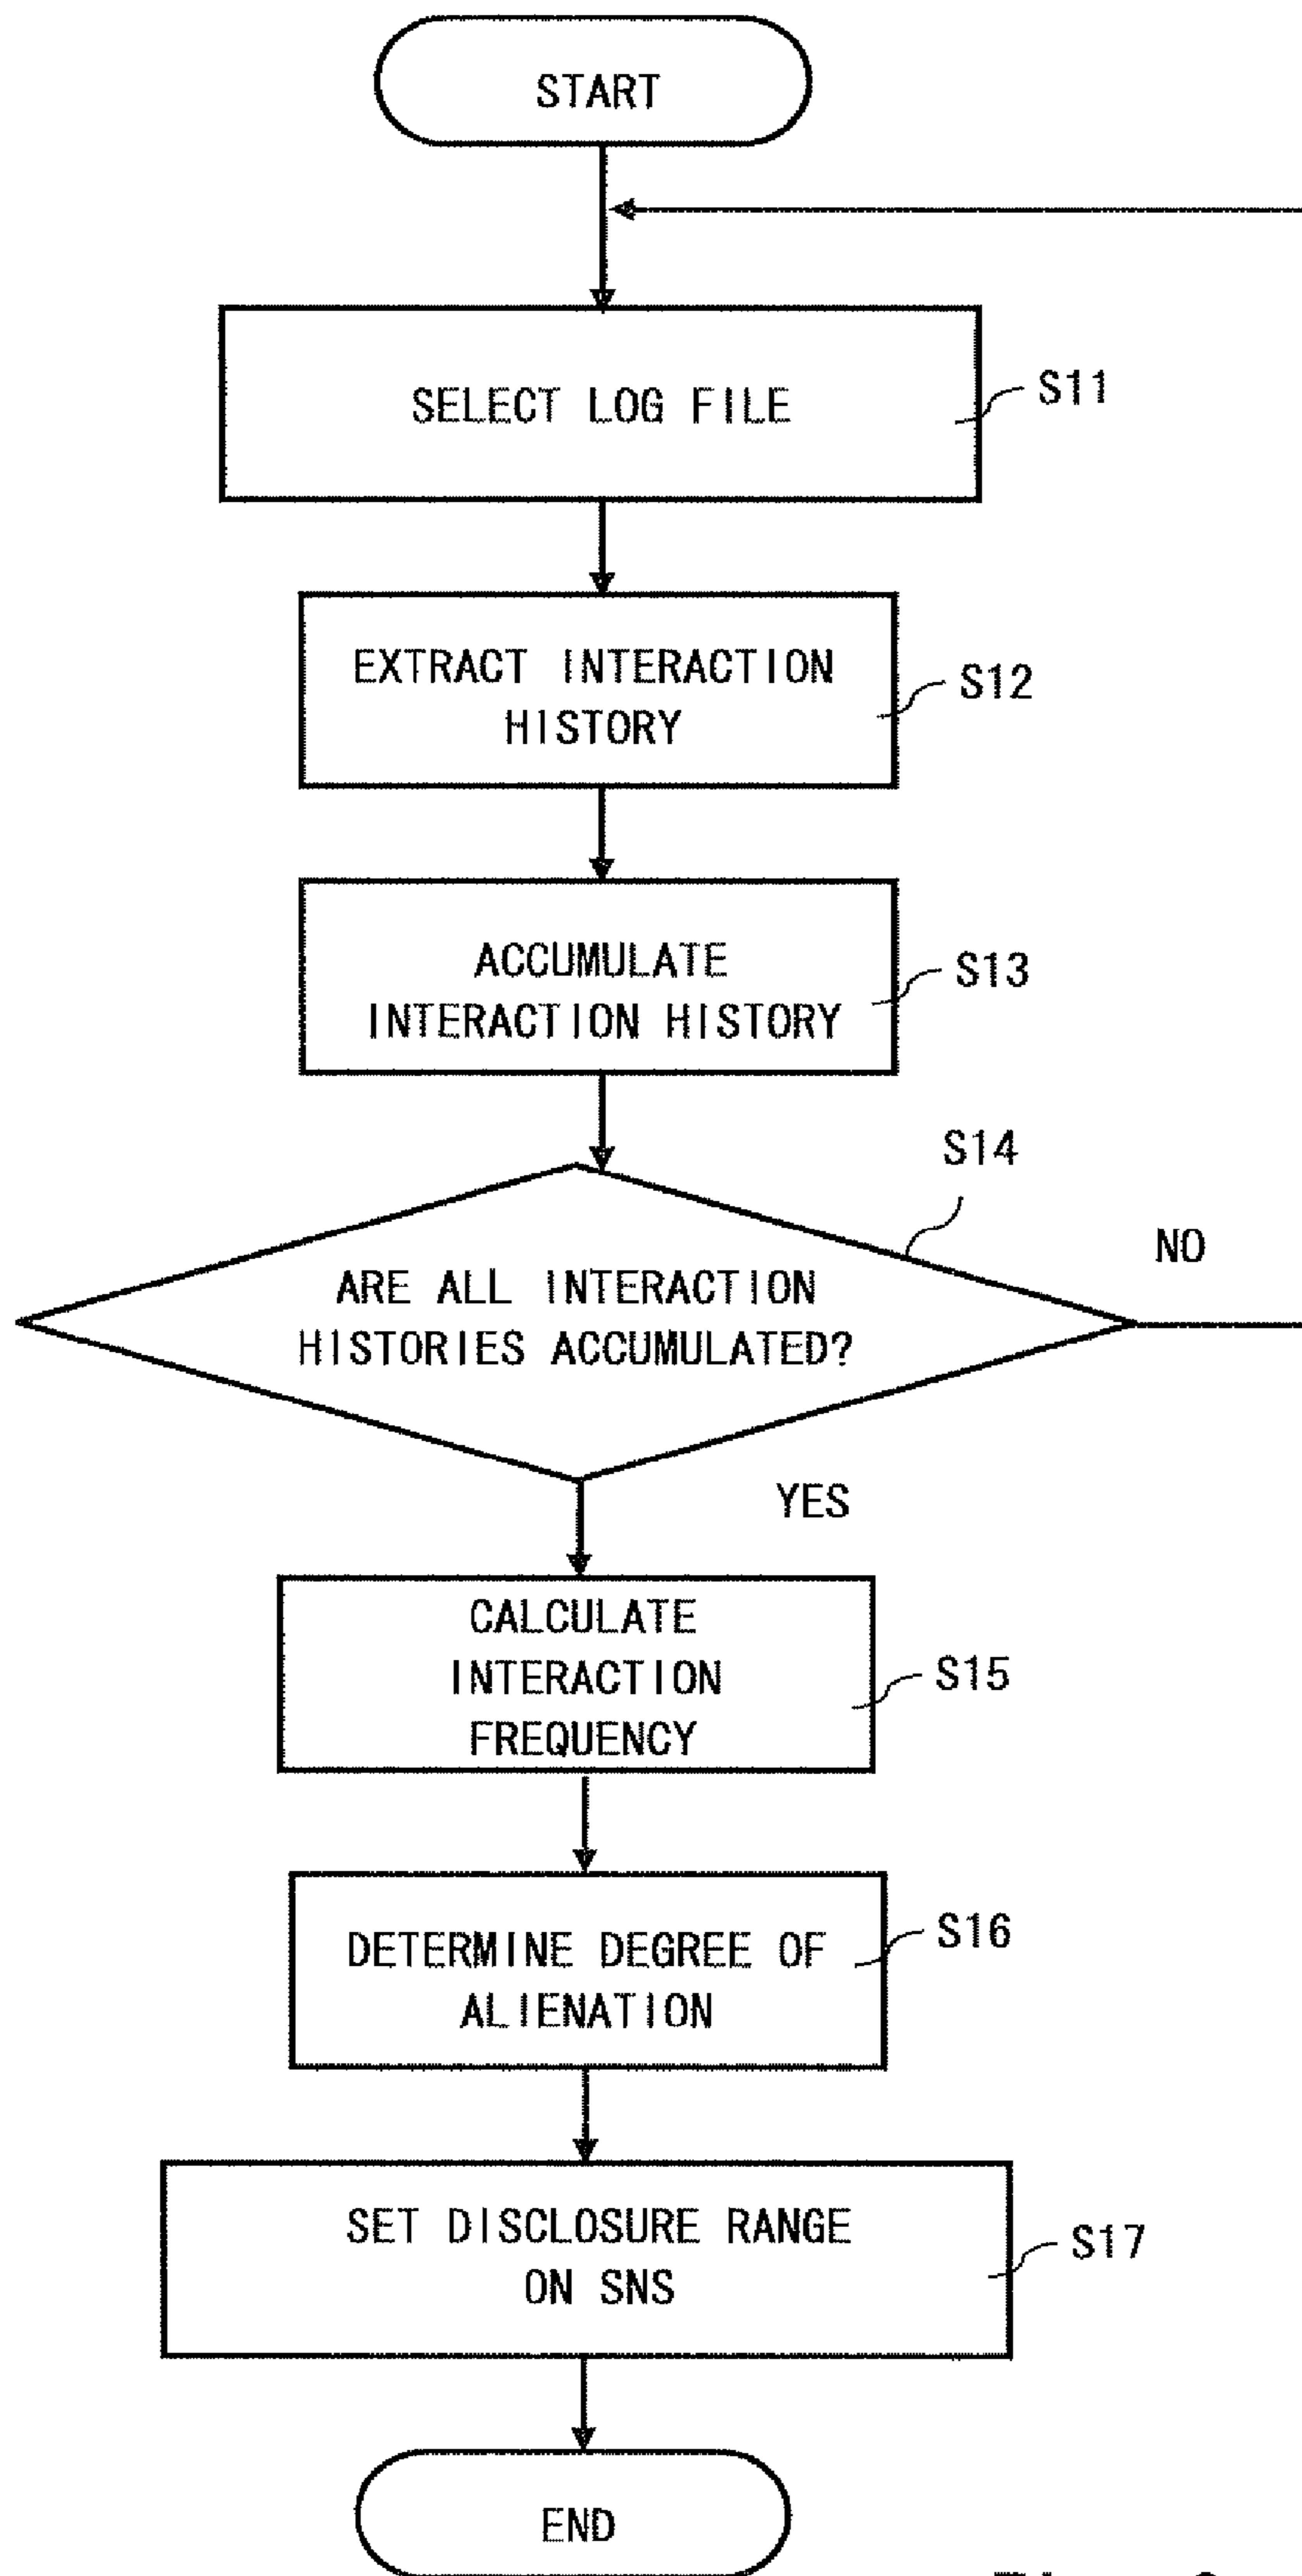 START
SELECT LOG FILE
S11
EXTRACT INTERACTION
HISTORY
S12
ACCUMULATE
INTERACTION HISTORY
S13
S14
ARE ALL INTERACTION
HISTORIES ACCUMULATED?
NO
YES
CALCULATE
INTERACTION
FREQUENCY
S15
DETERMINE DEGREE OF
ALIENATION
S16
SET DISCLOSURE RANGE
ON SNS
S17
END